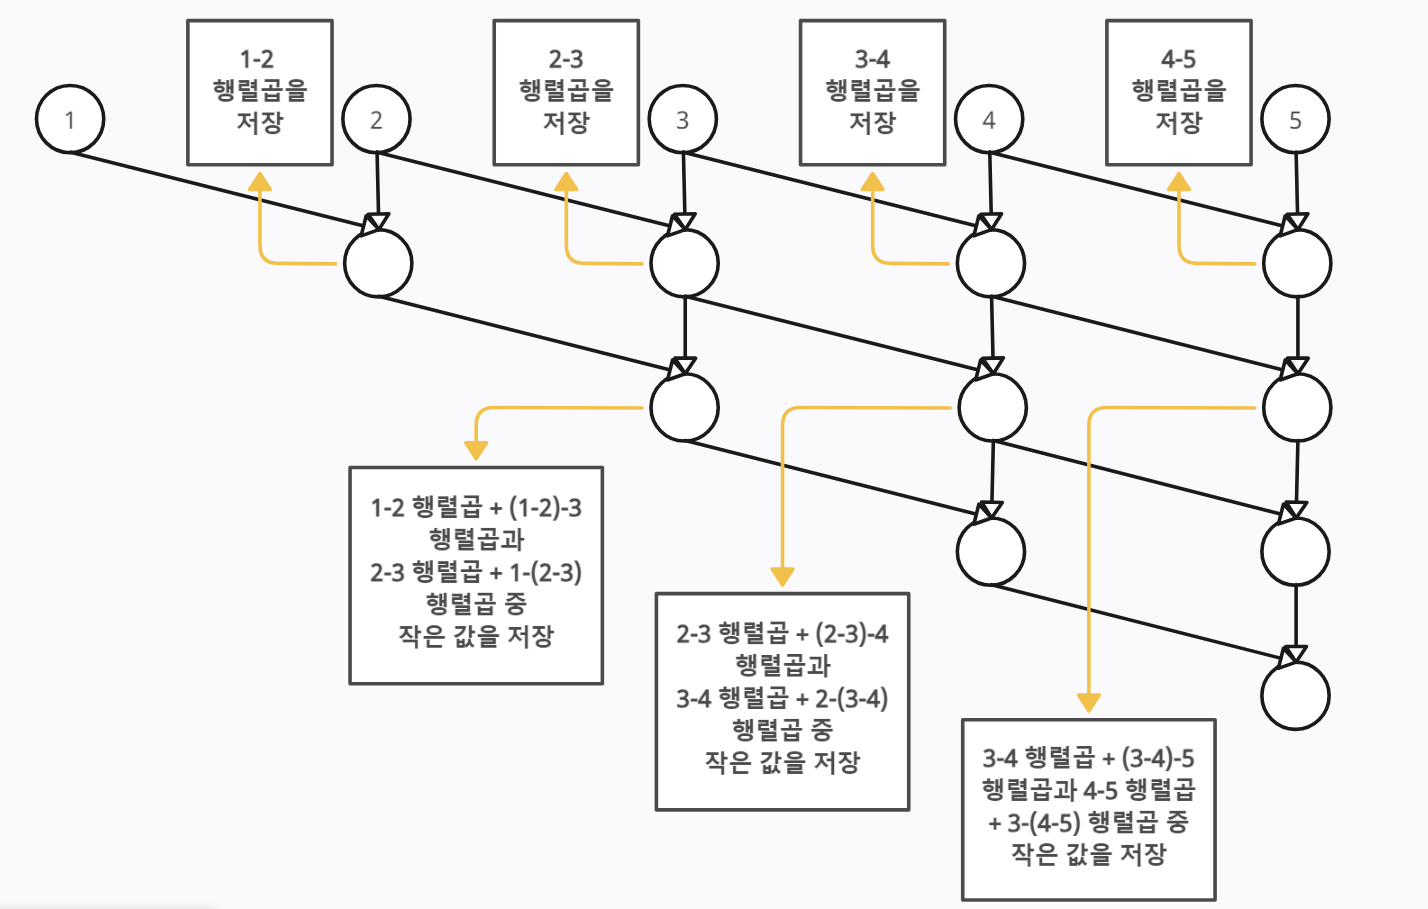 1
1-2
행렬곱을
저장
2
2-3
행렬곱을
저장
3
3-4
행렬곱을
저장
4
4-5
행렬곱을
저장
5
1-2 행렬곱 + (1-2)-3
행렬곱과
2-3 행렬곱 + 1-(2-3)
행렬곱 중
작은 값을 저장
2-3 행렬곱 + (2-3)-4
행렬곱과
3-4 행렬곱 + 2-(3-4)
행렬곱 중
작은 값을 저장
3-4 행렬곱 + (3-4)-5
행렬곱과 4-5 행렬곱
+ 3-(4-5) 행렬곱 중
작은 값을 저장